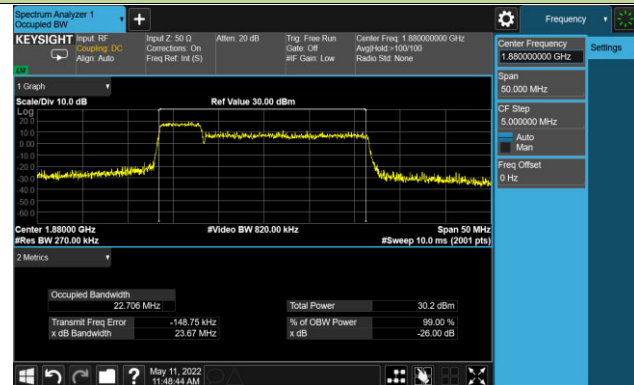 Spectrum Analyzer 1
Occupied BW
+
Frequency
KEYSIGHT
Input: RF
Coupling: DC
Align: Auto
Input Z: 50 Ω
Corrections: On
Freq Ref: Int (S)
Atten: 20 dB
Trig: Free Run
Gate: Off
#IF Gain: Low
Center Freq: 1.880000000 GHz
Avg|Hold:>100/100
Radio Std: None
LXI
Center Frequency
1.880000000 GHz
Settings
Span
50.000 MHz
CF Step
5.000000 MHz
Auto
Man
Freq Offset
0 Hz
1 Graph
Scale/Div 10.0 dB
Ref Value 30.00 dBm
Log
20.0
10.0
0.00
-10.0
-20.0
-30.0
-40.0
-50.0
-60.0
Center 1.88000 GHz
#Video BW 820.00 kHz
Span 50 MHz
#Res BW 270.00 kHz
#Sweep 10.0 ms (2001 pts)
2 Metrics
Occupied Bandwidth
22.706 MHz
Total Power
30.2 dBm
Transmit Freq Error
-148.75 kHz
% of OBW Power
99.00 %
x dB Bandwidth
23.67 MHz
x dB
-26.00 dB
?
May 11, 2022
11:48:44 AM